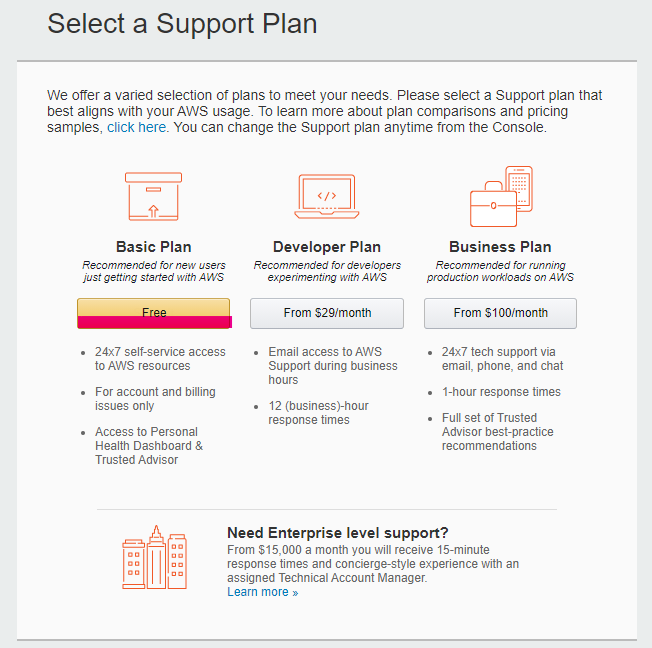 Select a Support Plan
We offer a varied selection of plans to meet your needs. Please select a Support plan that
best aligns with your AWS usage. To learn more about plan comparisons and pricing
samples, click here. You can change the Support plan anytime from the Console.
</>
Basic Plan
Recommended for new users
just getting started with AWS
Free
24x7 self-service access
to AWS resources
For account and billing
issues only
Access to Personal
Health Dashboard &
Trusted Advisor
Developer Plan
Recommended for developers
experimenting with AWS
From $29/month
Email access to AWS
Support during business
hours
12 (business)-hour
response times
Business Plan
Recommended for running
production workloads on AWS
From $100/month
24x7 tech support via
email, phone, and chat
1-hour response times
Full set of Trusted
Advisor best-practice
recommendations
Need Enterprise level support?
From $15,000 a month you will receive 15-minute
response times and concierge-style experience with an
assigned Technical Account Manager.
Learn more »